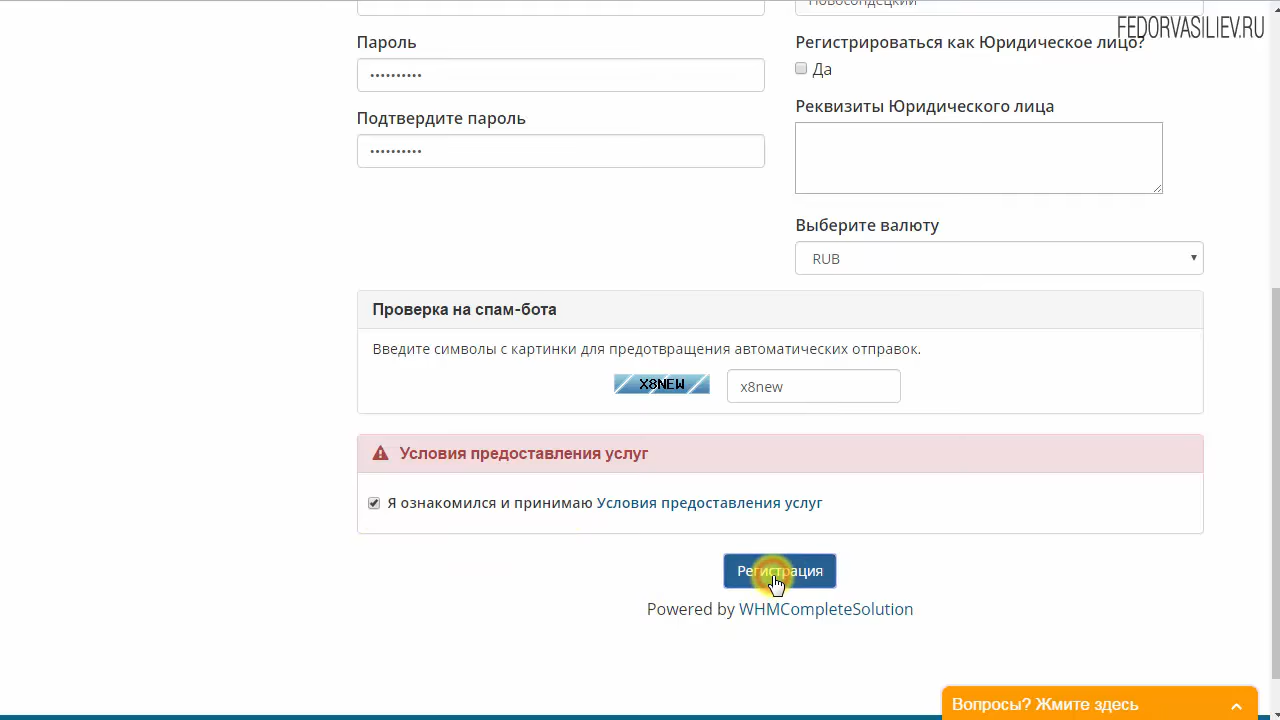 Новосондецкий
FEDORVASILIEV.RU
Пароль
••••••••••
Подтвердите пароль
••••••••••
Регистрироваться как Юридическое лицо?
Да
Реквизиты Юридического лица
Выберите валюту
RUB
Проверка на спам-бота
Введите символы с картинки для предотвращения автоматических отправок.
X8NEW
x8new
Условия предоставления услуг
Я ознакомился и принимаю Условия предоставления услуг
Регистрация
Powered by WHMCompleteSolution
Вопросы? Жмите здесь